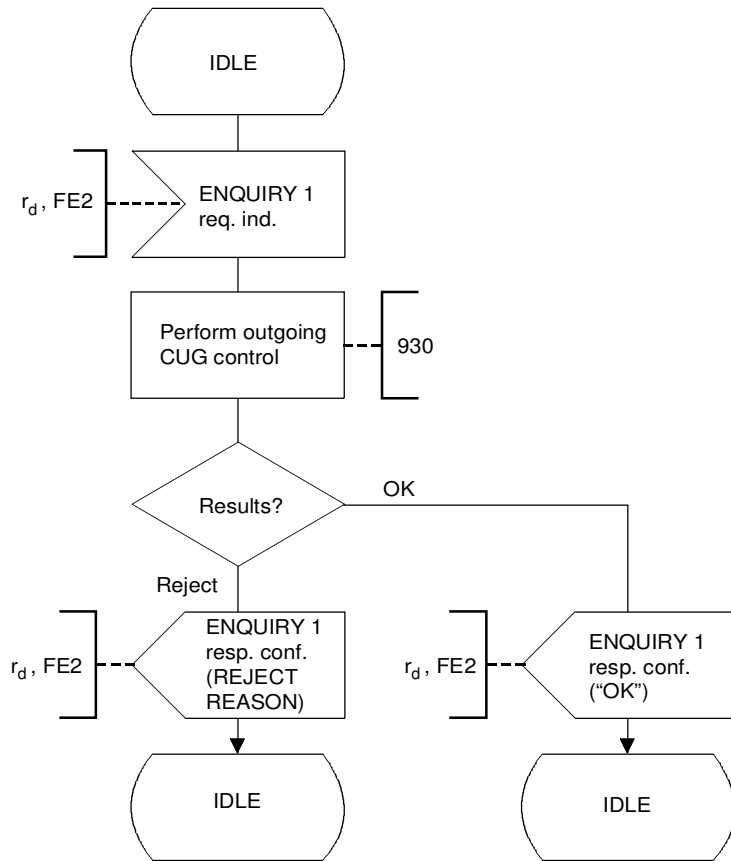 IDLE
r_d, FE2
ENQUIRY 1
req. ind.
Perform outgoing
CUG control
930
Results?
OK
Reject
r_d, FE2
ENQUIRY 1
resp. conf.
(REJECT
REASON)
r_d, FE2
ENQUIRY 1
resp. conf.
(“OK”)
IDLE
IDLE